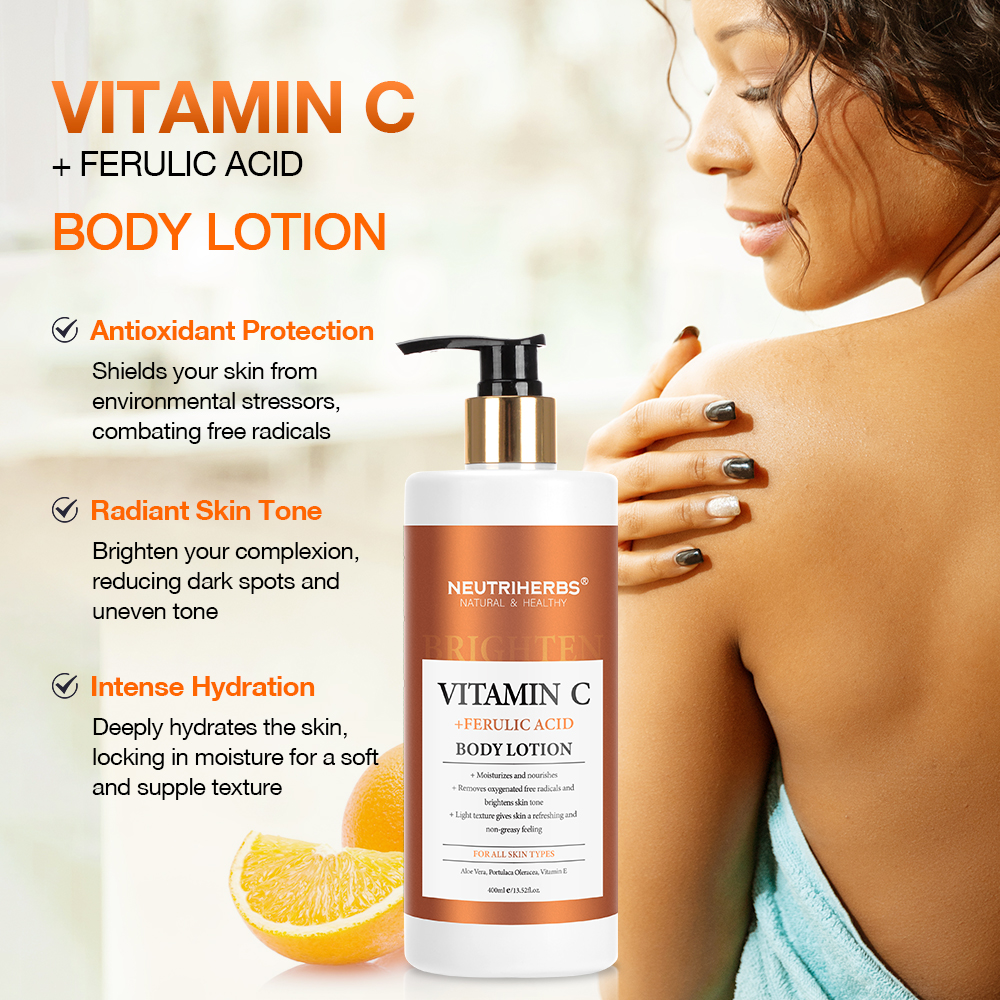 VITAMIN C
+ FERULIC ACID
BODY LOTION
Antioxidant Protection
Shields your skin from
environmental stressors,
combating free radicals
Radiant Skin Tone
Brighten your complexion,
reducing dark spots and
uneven tone
Intense Hydration
Deeply hydrates the skin,
locking in moisture for a soft
and supple texture
NEUTRIHERBS®
NATURAL & HEALTHY
BRIGHTEN
VITAMIN C
+FERULIC ACID
BODY LOTION
+ Moisturizes and nourishes
+ Removes oxygenated free radicals and
brightens skin tone
+ Light texture gives skin a refreshing and
non-greasy feeling
FOR ALL SKIN TYPES
Aloe Vera, Portulaca Oleracea, Vitamin E
400ml e/13.52fl.oz.